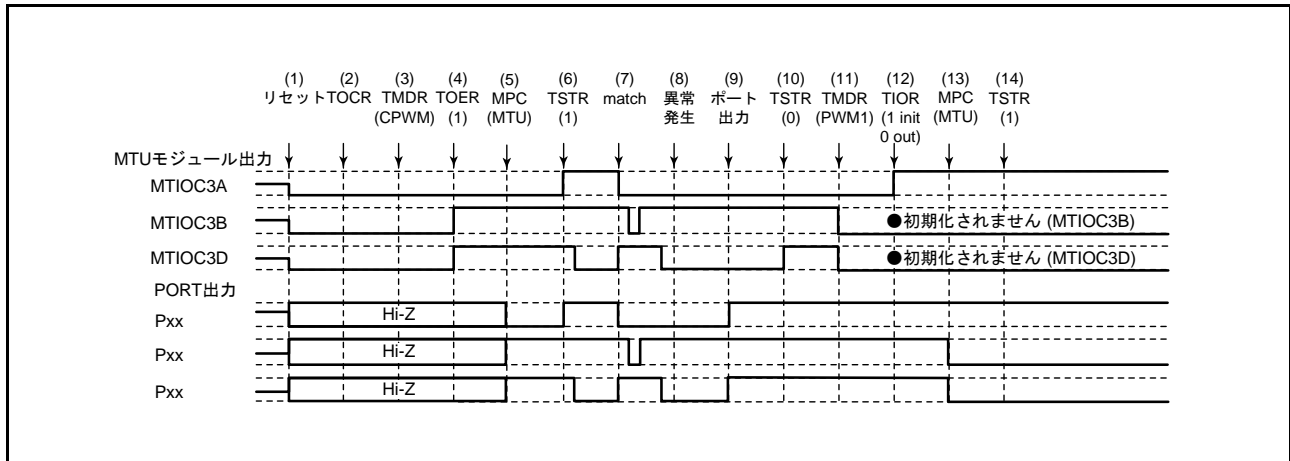 (1) (2) (3) (4) (5) (6) (7) (8) (9) (10) (11) (12) (13) (14)
リセット TOCR TMDR TOER MPC TSTR match 異常 ポート TSTR TMDR TIOR MPC TSTR
(CPWM) (1) (MTU) (1) 発生 出力 (0) (PWM1) (1 init (MTU) (1)
0 out)
MTUモジュール出力
MTIOC3A
MTIOC3B ●初期化されません (MTIOC3B)
MTIOC3D ●初期化されません (MTIOC3D)
PORT出力
Pxx Hi-Z
Pxx Hi-Z
Pxx Hi-Z